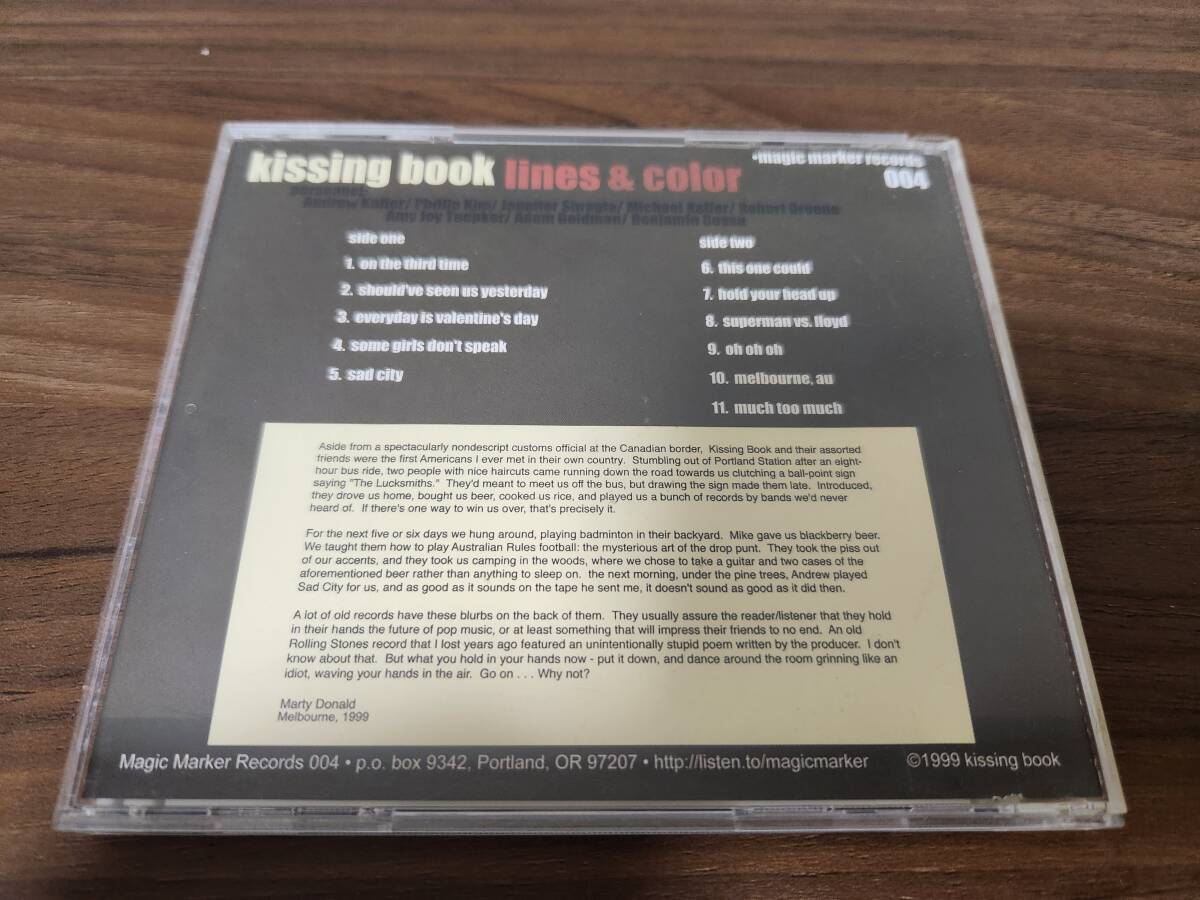 kissing book lines & color
•magic marker records
004
personnel:
Andrew Kaffer/ Philip Kim/ Jennifer / Michael Keller/ Robert Greene
Amy Joy Tuepker/ Adam Goldman/ Benjamin
side one
1. on the third time
2. should've seen us yesterday
3. everyday is valentine's day
4. some girls don't speak
5. sad city
side two
6. this one could
7. hold your head up
8. superman vs. lloyd
9. oh oh oh
10. melbourne, au
11. much too much
Aside from a spectacularly nondescript customs official at the Canadian border, Kissing Book and their assorted
friends were the first Americans I ever met in their own country. Stumbling out of Portland Station after an eight-
hour bus ride, two people with nice haircuts came running down the road towards us clutching a ball-point sign
saying "The Lucksmiths." They'd meant to meet us off the bus, but drawing the sign made them late. Introduced,
they drove us home, bought us beer, cooked us rice, and played us a bunch of records by bands we'd never
heard of. If there's one way to win us over, that's precisely it.
For the next five or six days we hung around, playing badminton in their backyard. Mike gave us blackberry beer.
We taught them how to play Australian Rules football: the mysterious art of the drop punt. They took the piss out
of our accents, and they took us camping in the woods, where we chose to take a guitar and two cases of the
aforementioned beer rather than anything to sleep on. the next morning, under the pine trees, Andrew played
Sad City for us, and as good as it sounds on the tape he sent me, it doesn't sound as good as it did then.
A lot of old records have these blurbs on the back of them. They usually assure the reader/listener that they hold
in their hands the future of pop music, or at least something that will impress their friends to no end. An old
Rolling Stones record that I lost years ago featured an unintentionally stupid poem written by the producer. I don't
know about that. But what you hold in your hands now - put it down, and dance around the room grinning like an
idiot, waving your hands in the air. Go on . . . Why not?
Marty Donald
Melbourne, 1999
Magic Marker Records 004 • p.o. box 9342, Portland, OR 97207 • http://listen.to/magicmarker ©1999 kissing book